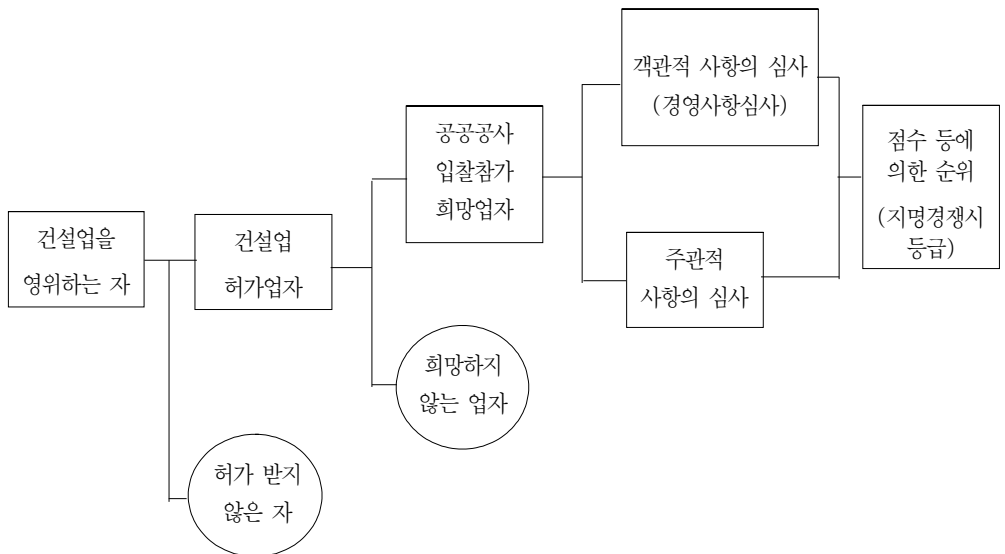 건설업을
영위하는 자
건설업
허가업자
허가 받지
않은 자
공공공사
입찰참가
희망업자
희망하지
않는 업자
객관적 사항의 심사
(경영사항심사)
주관적
사항의 심사
점수 등에
의한 순위
(지명경쟁시
등급)